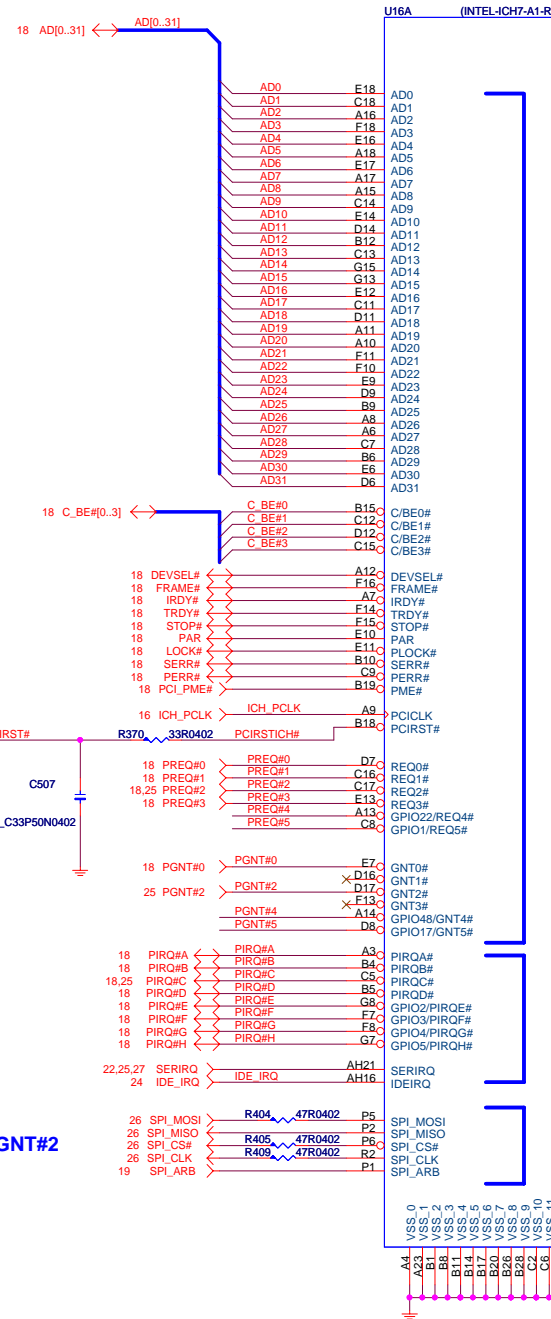 U16A (INTEL-ICH7-A1-R
18 AD[0..31] AD[0..31]
AD0 E18 AD0
AD1 C18 AD1
AD2 A16 AD2
AD3 F18 AD3
AD4 E16 AD4
AD5 A18 AD5
AD6 E17 AD6
AD7 A17 AD7
AD8 A15 AD8
AD9 C14 AD9
AD10 E14 AD10
AD11 D14 AD11
AD12 B12 AD12
AD13 C13 AD13
AD14 G15 AD14
AD15 G13 AD15
AD16 E12 AD16
AD17 C11 AD17
AD18 D11 AD18
AD19 A11 AD19
AD20 A10 AD20
AD21 F11 AD21
AD22 F10 AD22
AD23 E9 AD23
AD24 D9 AD24
AD25 B9 AD25
AD26 A8 AD26
AD27 A6 AD27
AD28 C7 AD28
AD29 B6 AD29
AD30 E6 AD30
AD31 D6 AD31
18 C_BE#[0..3]
C_BE#0 B15 C/BE0#
C_BE#1 C12 C/BE1#
C_BE#2 D12 C/BE2#
C_BE#3 C15 C/BE3#
18 DEVSEL# A12 DEVSEL#
18 FRAME# F16 FRAME#
18 IRDY# A7 IRDY#
18 TRDY# F14 TRDY#
18 STOP# F15 STOP#
18 PAR E10 PAR
18 LOCK# E11 PLOCK#
18 SERR# B10 SERR#
18 PERR# C9 PERR#
18 PCI_PME# B19 PME#
16 ICH_PCLK ICH_PCLK A9 PCICLK
IRST# R370 33R0402 PCIRSTICH# B18 PCIRST#
C507
_C33P50N0402
18 PREQ#0 PREQ#0 D7 REQ0#
18 PREQ#1 PREQ#1 C16 REQ1#
18,25 PREQ#2 PREQ#2 C17 REQ2#
18 PREQ#3 PREQ#3 E13 REQ3#
PREQ#4 A13 GPIO22/REQ4#
PREQ#5 C8 GPIO1/REQ5#
18 PGNT#0 PGNT#0 E7 GNT0#
D16 GNT1#
25 PGNT#2 PGNT#2 D17 GNT2#
F13 GNT3#
PGNT#4 A14 GPIO48/GNT4#
PGNT#5 D8 GPIO17/GNT5#
18 PIRQ#A PIRQ#A A3 PIRQA#
18 PIRQ#B PIRQ#B B4 PIRQB#
18,25 PIRQ#C PIRQ#C C5 PIRQC#
18 PIRQ#D PIRQ#D B5 PIRQD#
18 PIRQ#E PIRQ#E G8 GPIO2/PIRQE#
18 PIRQ#F PIRQ#F F7 GPIO3/PIRQF#
18 PIRQ#G PIRQ#G F8 GPIO4/PIRQG#
18 PIRQ#H PIRQ#H G7 GPIO5/PIRQH#
22,25,27 SERIRQ AH21 SERIRQ
24 IDE_IRQ IDE_IRQ AH16 IDEIRQ
26 SPI_MOSI R404 47R0402 P5 SPI_MOSI
26 SPI_MISO P2 SPI_MISO
26 SPI_CS# R405 47R0402 P6 SPI_CS#
26 SPI_CLK R409 47R0402 R2 SPI_CLK
19 SPI_ARB P1 SPI_ARB
GNT#2
VSS_0 VSS_1 VSS_2 VSS_3 VSS_4 VSS_5 VSS_6 VSS_7 VSS_8 VSS_9 VSS_10 VSS_11
A4 A23 B1 B8 B11 B14 B17 B20 B26 B28 C2 C6